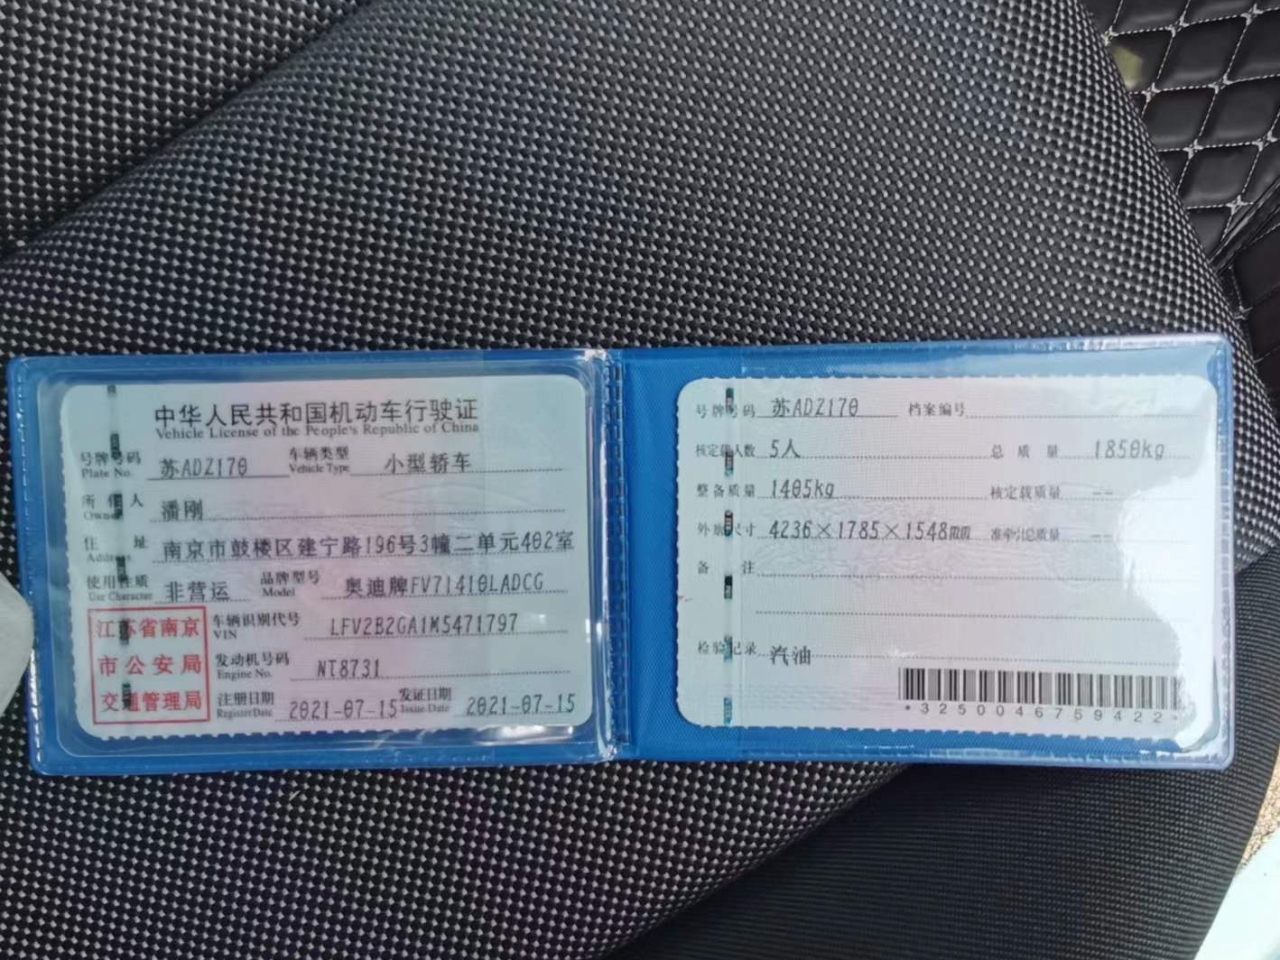 中华人民共和国机动车行驶证
Vehicle License of the People's Republic of China
号牌号码 苏ADZ170 车辆类型 小型轿车
Plate No. Vehicle Type
所有人 潘刚
Owner
住址 南京市鼓楼区建宁路196号3幢二单元402室
Address
使用性质 非营运 品牌型号 奥迪牌FV71410LADCG
Use Character Model
江苏省南京
市公安局
交通管理局
车辆识别代号 LFV2B2GA1M5471797
VIN
发动机号码 NT8731
Engine No.
注册日期 2021-07-15 发证日期 2021-07-15
Register Date Issue Date
号牌号码 苏ADZ170 档案编号
核定载人数 5人 总质量 1850kg
整备质量 1405kg 核定载质量 --
外廓尺寸 4236×1785×1548mm 准牵引总质量 --
备注
检验记录 汽油
*3250046759422*